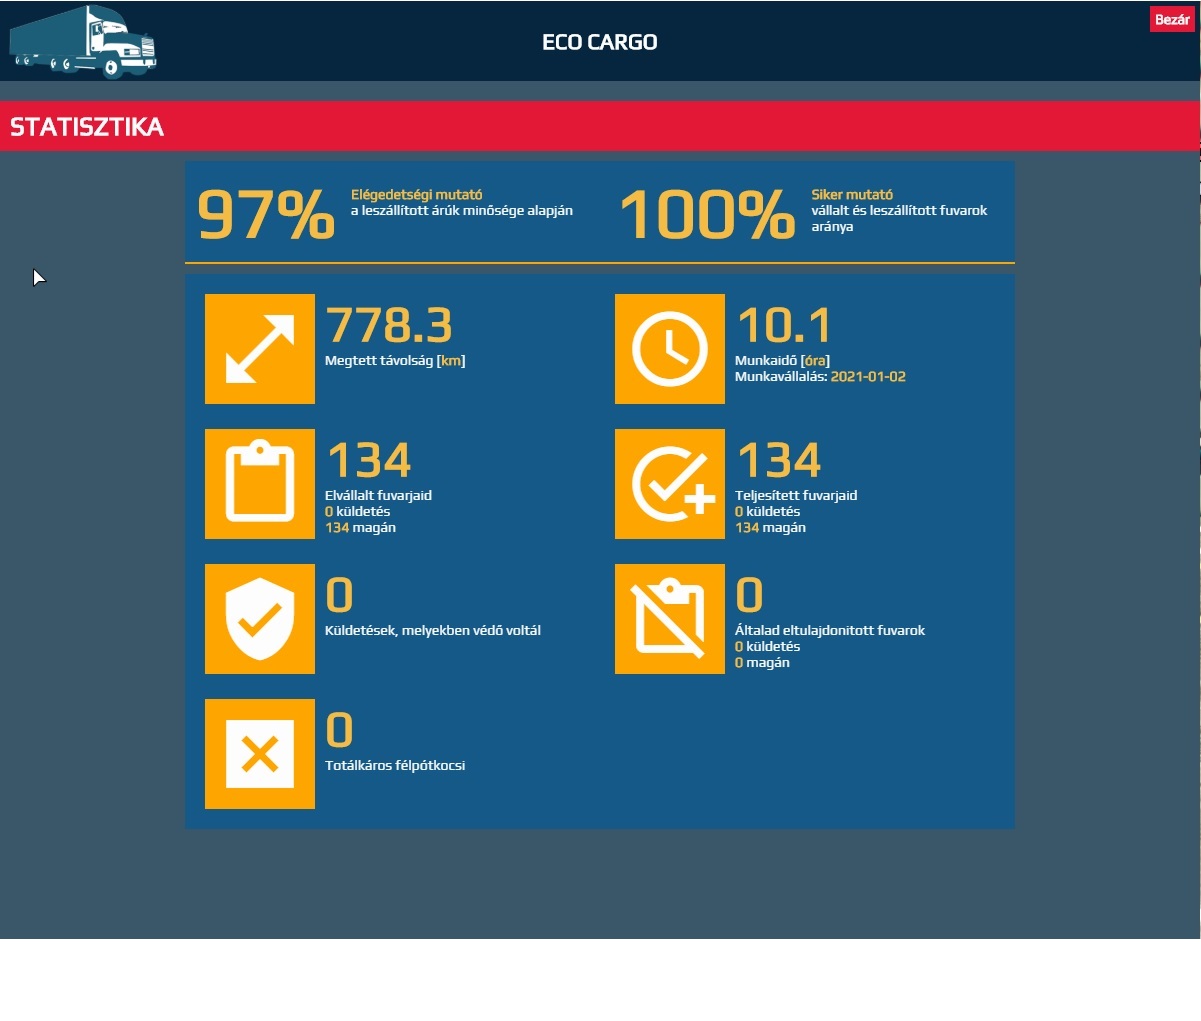 ECO CARGO
Bezár
STATISZTIKA
97%
Elégedetségi mutató
a leszállított árúk minősége alapján
100%
Siker mutató
vállalt és leszállított fuvarok
aránya
778.3
Megtett távolság [km]
10.1
Munkaidő [óra]
Munkavállalás: 2021-01-02
134
Elvállalt fuvarjaid
0 küldetés
134 magán
134
Teljesített fuvarjaid
0 küldetés
134 magán
0
Küldetések, melyekben védő voltál
0
Általad eltulajdonitott fuvarok
0 küldetés
0 magán
0
Totálkáros félpótkocsi